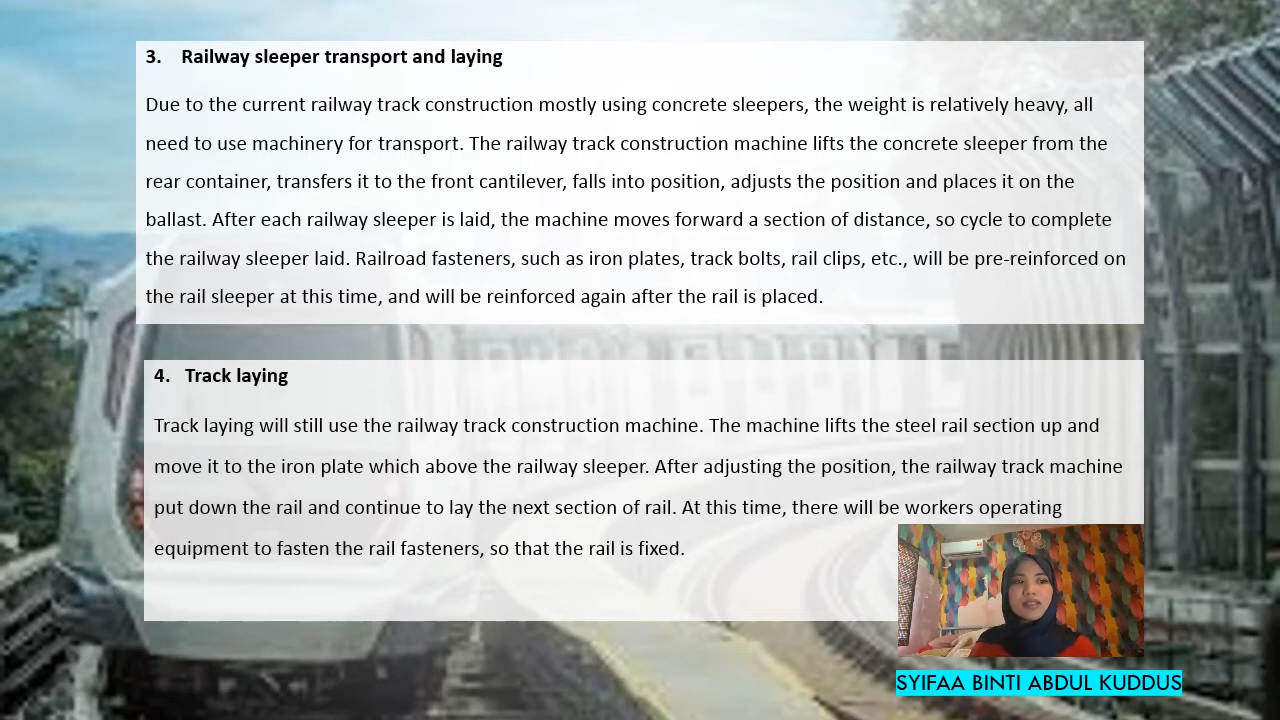 3. Railway sleeper transport and laying
Due to the current railway track construction mostly using concrete sleepers, the weight is relatively heavy, all
need to use machinery for transport. The railway track construction machine lifts the concrete sleeper from the
rear container, transfers it to the front cantilever, falls into position, adjusts the position and places it on the
ballast. After each railway sleeper is laid, the machine moves forward a section of distance, so cycle to complete
the railway sleeper laid. Railroad fasteners, such as iron plates, track bolts, rail clips, etc., will be pre-reinforced on
the rail sleeper at this time, and will be reinforced again after the rail is placed.
4. Track laying
Track laying will still use the railway track construction machine. The machine lifts the steel rail section up and
move it to the iron plate which above the railway sleeper. After adjusting the position, the railway track machine
put down the rail and continue to lay the next section of rail. At this time, there will be workers operating
equipment to fasten the rail fasteners, so that the rail is fixed.
SYIFAA BINTI ABDUL KUDDUS